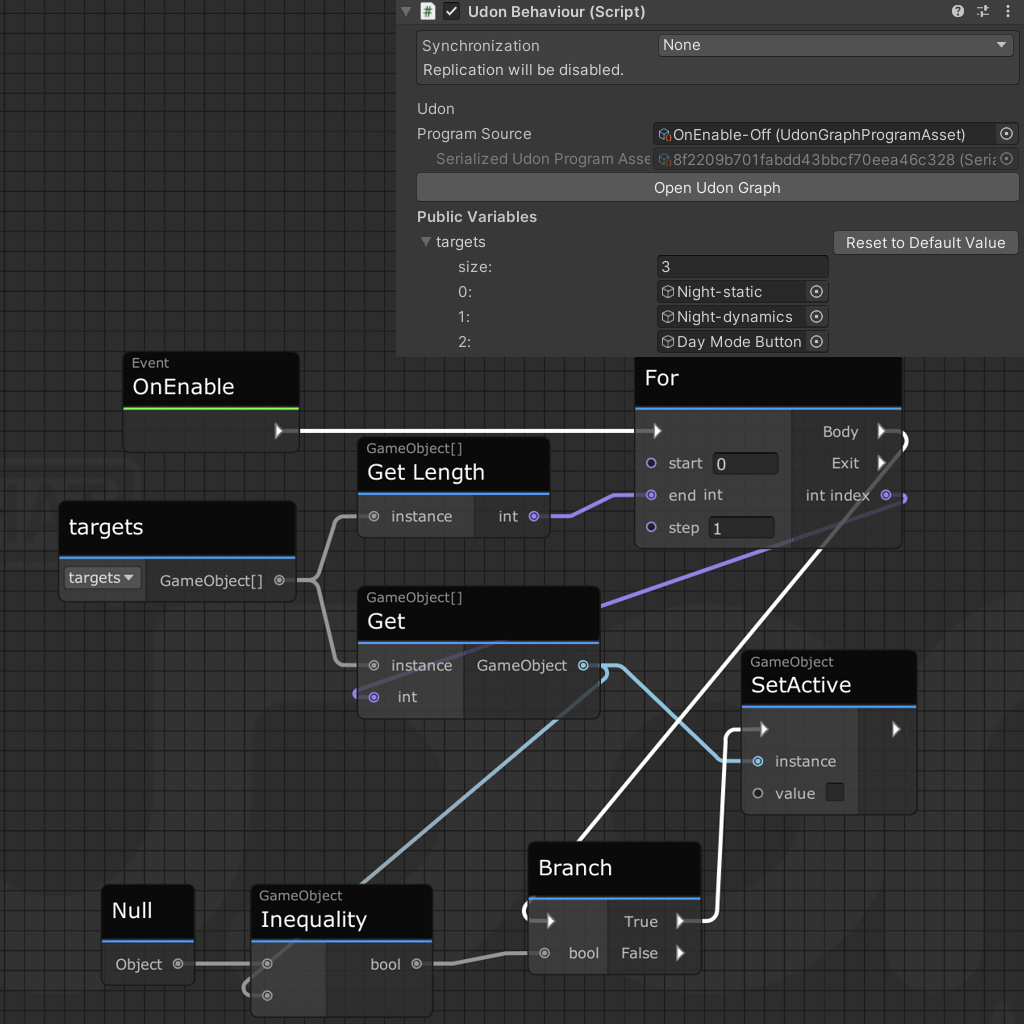 Udon Behaviour (Script)
Synchronization None
Replication will be disabled.
Udon
Program Source OnEnable-Off (UdonGraphProgramAsset)
Serialized Udon Program Asse 8f2209b701fabdd43bbcf70eea46c328 (Seria
Open Udon Graph
Public Variables
targets Reset to Default Value
size: 3
0: Night-static
1: Night-dynamics
2: Day Mode Button
Event
OnEnable
For
Body
start 0 Exit
end int int index
step 1
GameObject[]
Get Length
instance int
targets
targets GameObject[]
GameObject[]
Get
instance GameObject
int
GameObject
SetActive
instance
value
Branch
True
bool False
Null
Object
GameObject
Inequality
bool